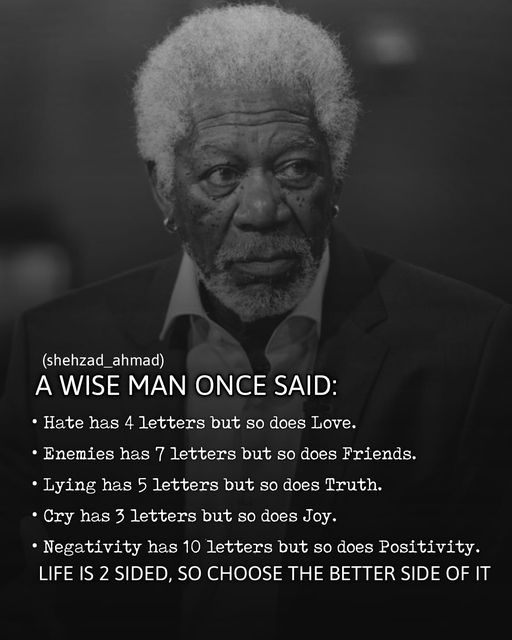 (shehzad_ahmad)
A WISE MAN ONCE SAID:
• Hate has 4 letters but so does Love.
• Enemies has 7 letters but so does Friends.
• Lying has 5 letters but so does Truth.
• Cry has 3 letters but so does Joy.
• Negativity has 10 letters but so does Positivity.
LIFE IS 2 SIDED, SO CHOOSE THE BETTER SIDE OF IT